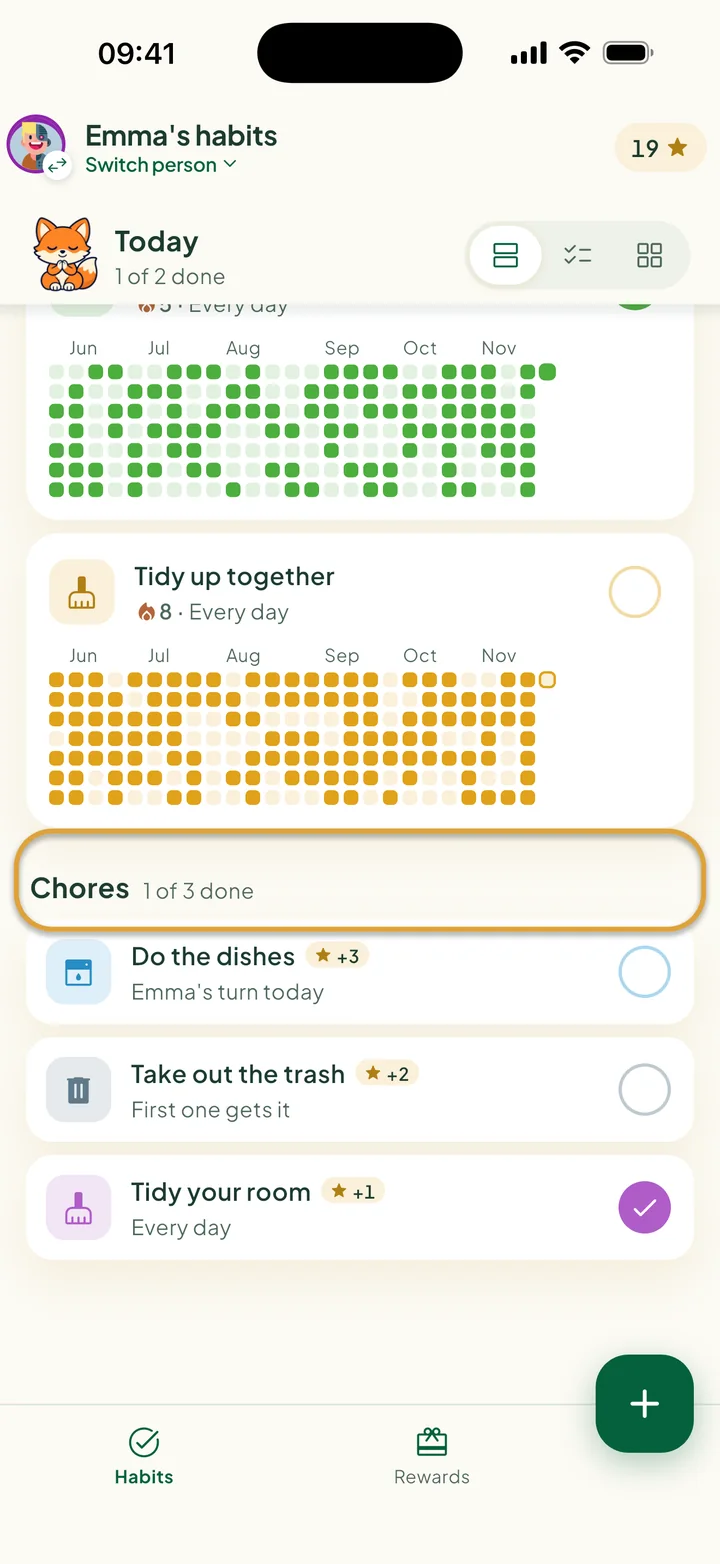 09:41
Emma's habits
Switch person
19
Today
1 of 2 done
5 · Every day
Jun Jul Aug Sep Oct Nov
Tidy up together
8 · Every day
Jun Jul Aug Sep Oct Nov
Chores 1 of 3 done
Do the dishes +3
Emma's turn today
Take out the trash +2
First one gets it
Tidy your room +1
Every day
Habits Rewards